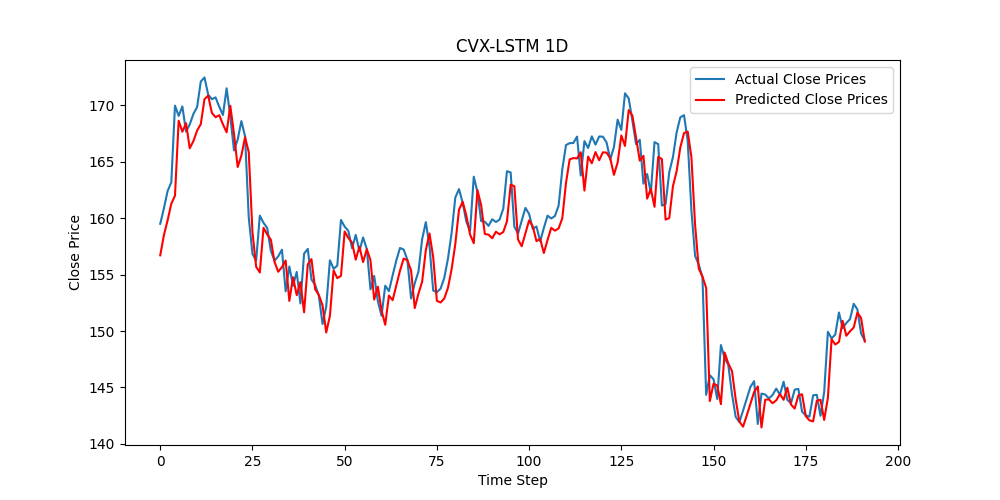 CVX-LSTM 1D
Actual Close Prices
Predicted Close Prices
Close Price
170
165
160
155
150
145
140
0 25 50 75 100 125 150 175 200
Time Step